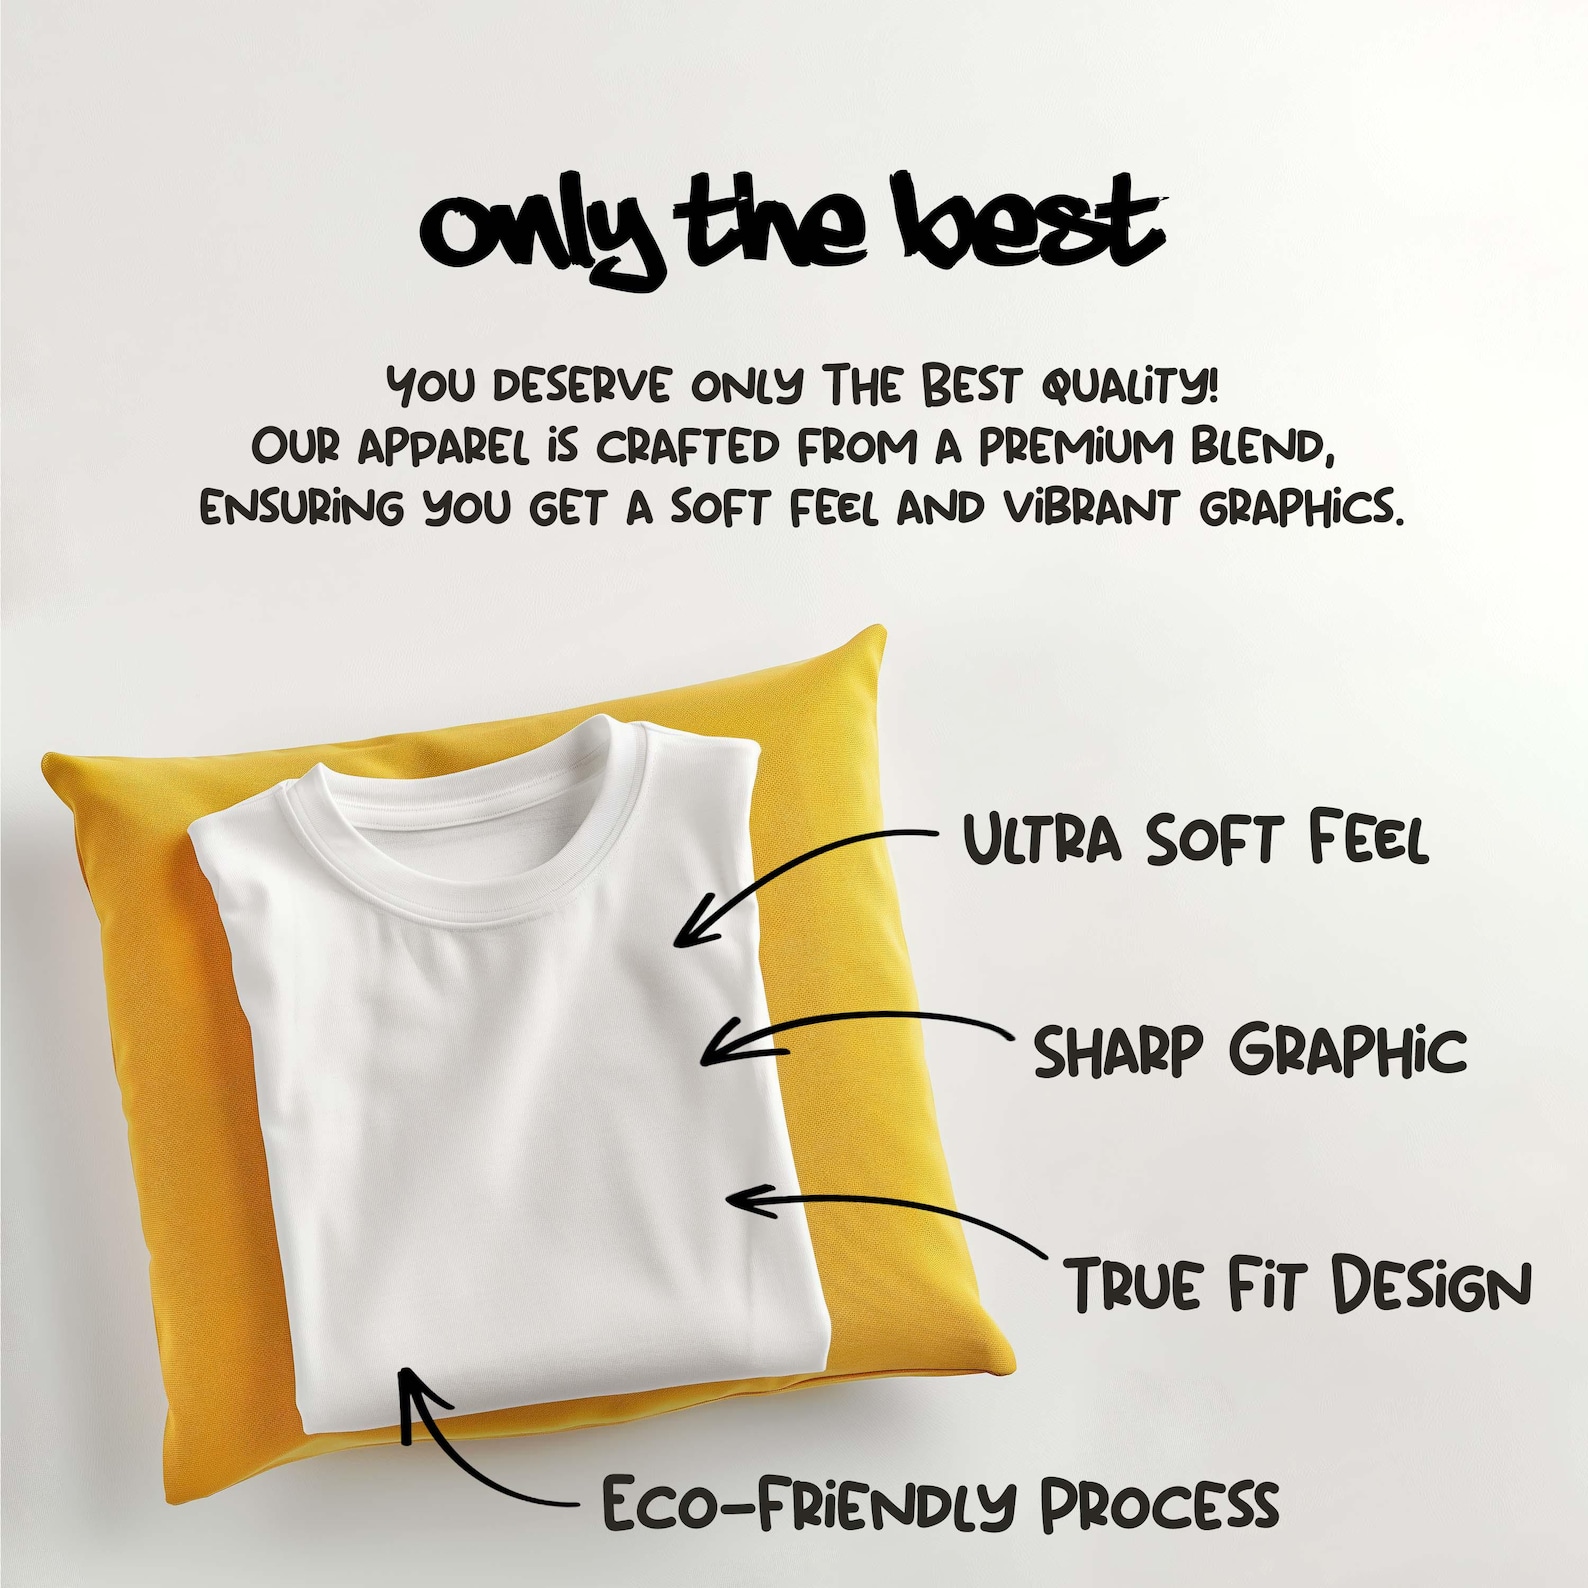 only the best
YOU DESERVE ONLY THE BEST QUALITY!
OUR APPAREL IS CRAFTED FROM A PREMIUM BLEND,
ENSURING YOU GET A SOFT FEEL AND VIBRANT GRAPHICS.
ULTRA SOFT FEEL
SHARP GRAPHIC
TRUE FIT DESIGN
ECO-FRIENDLY PROCESS